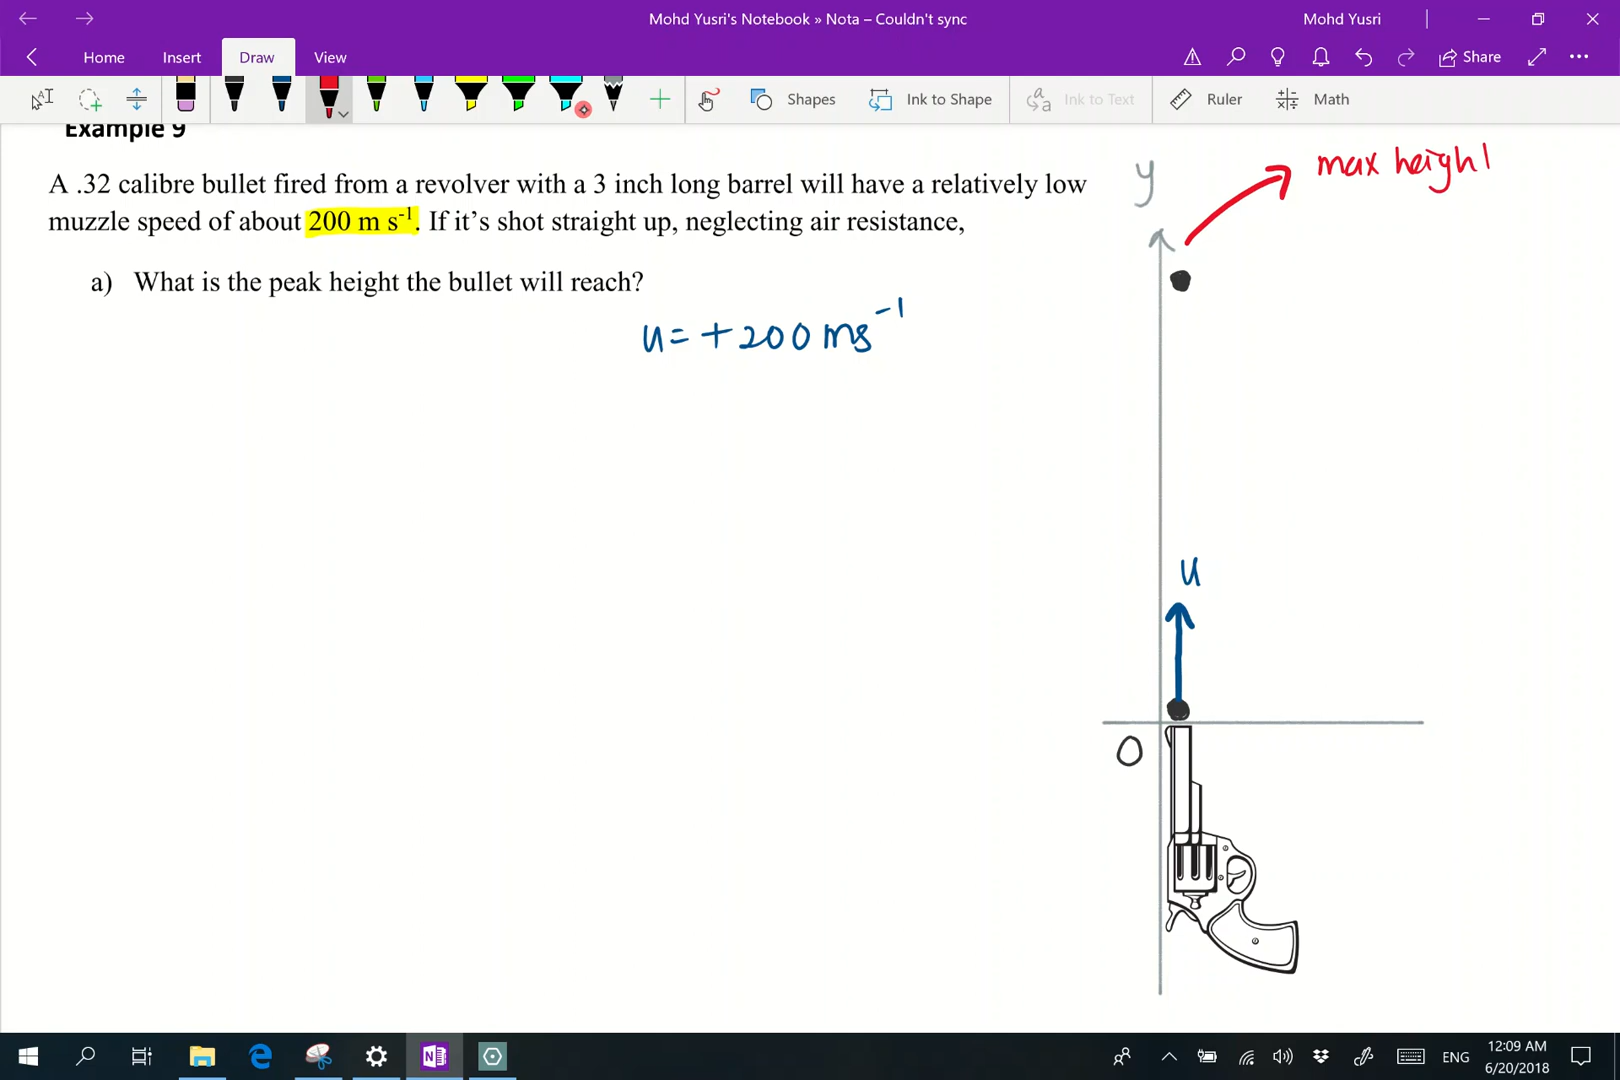 Mohd Yusri's Notebook » Nota – Couldn't sync
Mohd Yusri
Home Insert Draw View
Share
Shapes Ink to Shape Ink to Text Ruler Math
Example 9
A .32 calibre bullet fired from a revolver with a 3 inch long barrel will have a relatively low
muzzle speed of about 200 m s⁻¹. If it’s shot straight up, neglecting air resistance,
a) What is the peak height the bullet will reach?
u = +200 ms⁻¹
y
max heighl
u
O
ENG
12:09 AM
6/20/2018